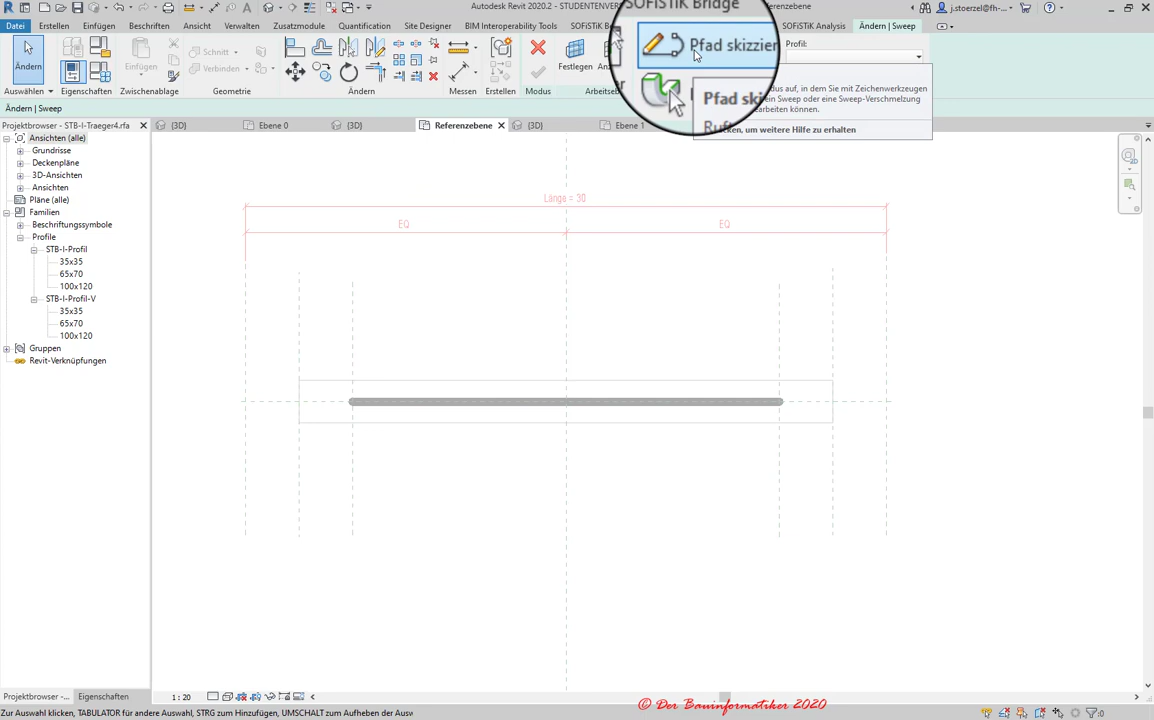 Autodesk Revit 2020.2 - STUDENTENVER
SOFiSTiK Bridge
Datei Erstellen Einfügen Beschriften Ansicht Verwalten Zusatzmodule Quantification Site Designer BIM Interoperability Tools SOFiSTiK Analysis Ändern | Sweep
j.stoerzel@fh-...
Pfad skizzier
Profil:
Ändern
Einfügen
Schnitt
Verbinden
Festlegen
Auswählen Eigenschaften Zwischenablage Geometrie Ändern Messen Erstellen Modus Arbeitseb
Pfad ski
dus auf, in dem Sie mit Zeichenwerkzeugen
ein Sweep oder eine Sweep-Verschmelzung
earbeiten können.
Ruft
cken, um weitere Hilfe zu erhalten
Ändern | Sweep
Projektbrowser - STB-I-Traeger4.rfa
{3D} Ebene 0 {3D} Referenzebene {3D} Ebene 1
Ansichten (alle)
Grundrisse
Deckenpläne
3D-Ansichten
Ansichten
Pläne (alle)
Familien
Beschriftungssymbole
Profile
STB-I-Profil
35x35
65x70
100x120
STB-I-Profil-V
35x35
65x70
100x120
Gruppen
Revit-Verknüpfungen
Länge = 30
EQ EQ
Projektbrowser -... Eigenschaften
1 : 20
Zur Auswahl klicken, TABULATOR für andere Auswahl, STRG zum Hinzufügen, UMSCHALT zum Aufheben der Ausw
© Der Bauinformatiker 2020
:0